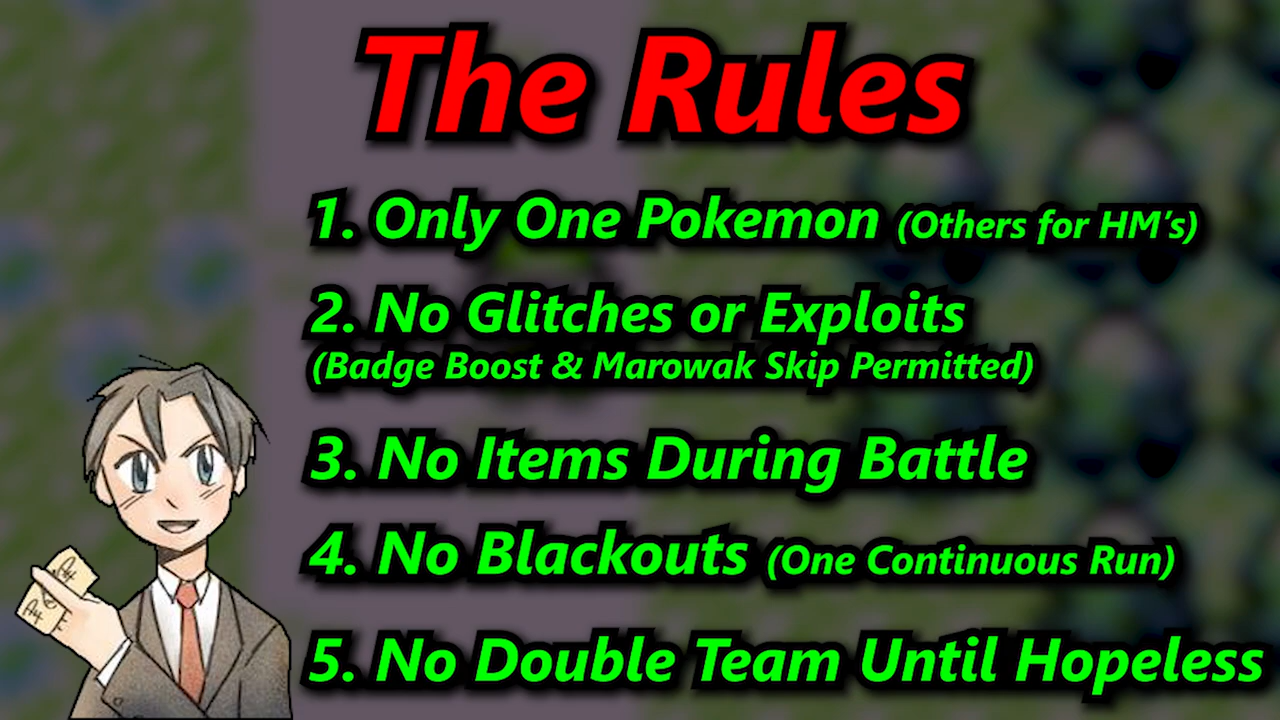 The Rules
1. Only One Pokemon (Others for HM's)
2. No Glitches or Exploits
(Badge Boost & Marowak Skip Permitted)
3. No Items During Battle
4. No Blackouts (One Continuous Run)
5. No Double Team Until Hopeless